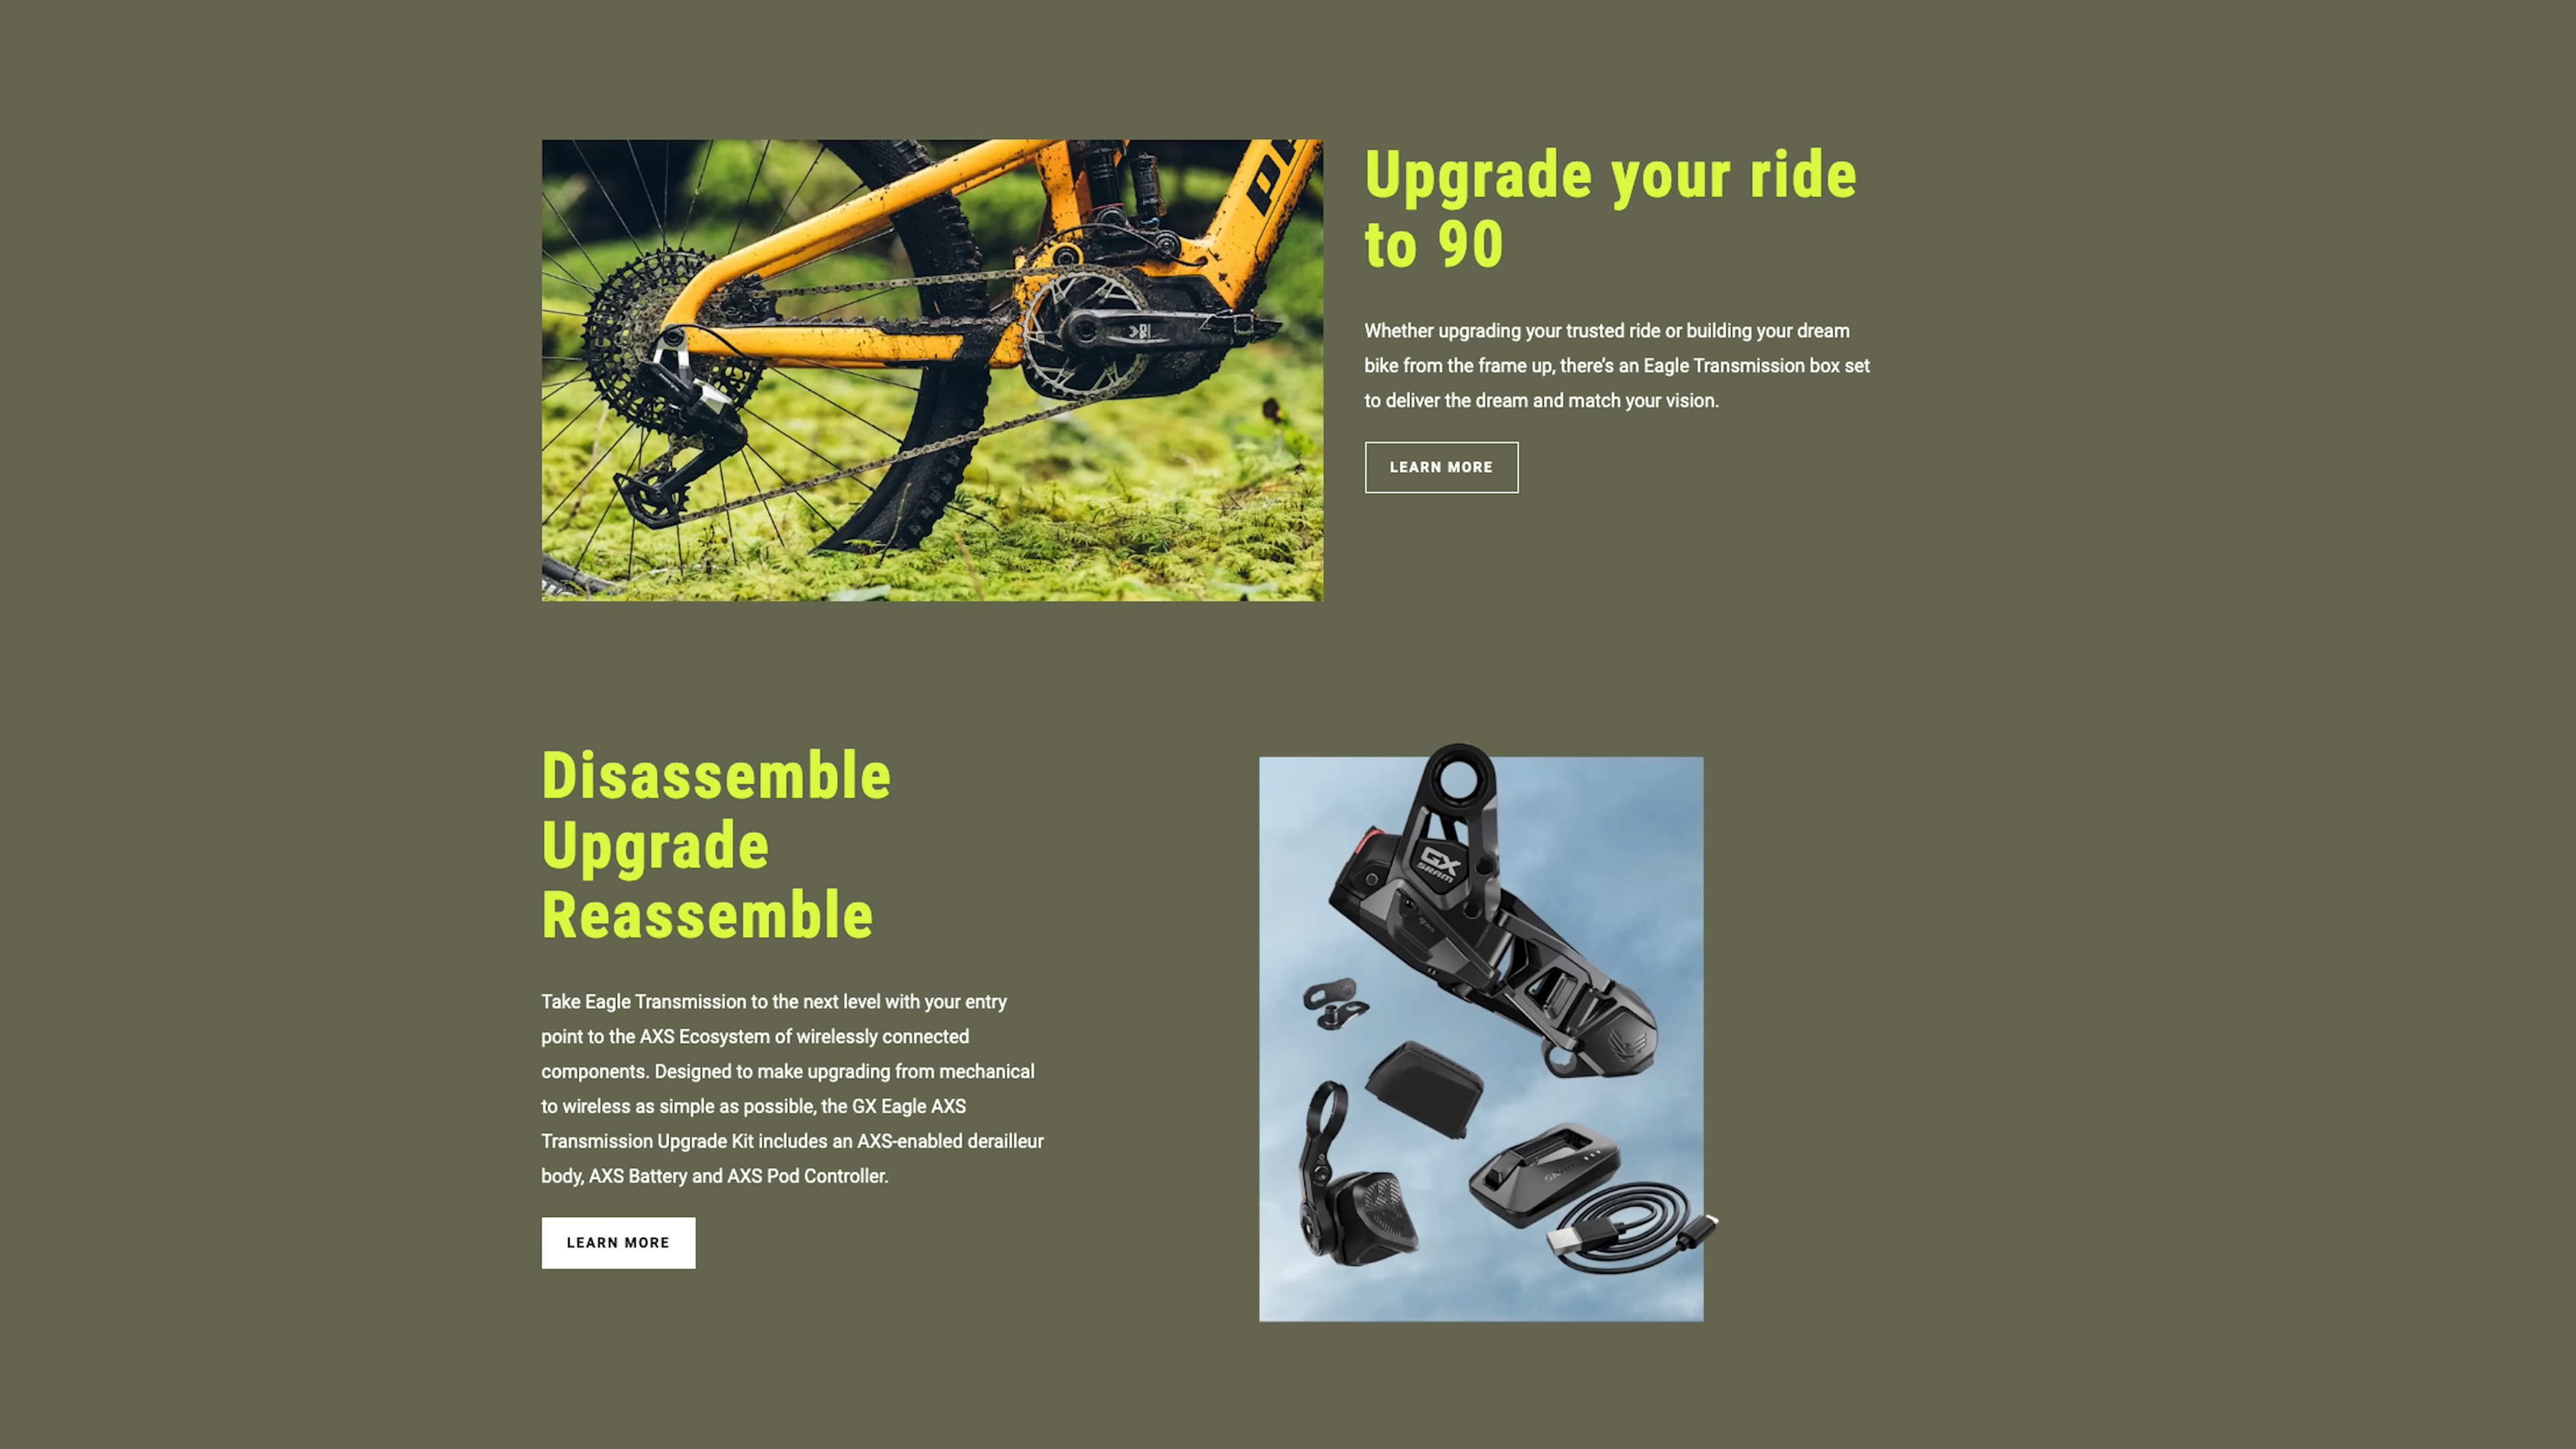 Upgrade your ride
to 90
Whether upgrading your trusted ride or building your dream
bike from the frame up, there’s an Eagle Transmission box set
to deliver the dream and match your vision.
LEARN MORE
Disassemble
Upgrade
Reassemble
Take Eagle Transmission to the next level with your entry
point to the AXS Ecosystem of wirelessly connected
components. Designed to make upgrading from mechanical
to wireless as simple as possible, the GX Eagle AXS
Transmission Upgrade Kit includes an AXS-enabled derailleur
body, AXS Battery and AXS Pod Controller.
LEARN MORE
GX
SRAM